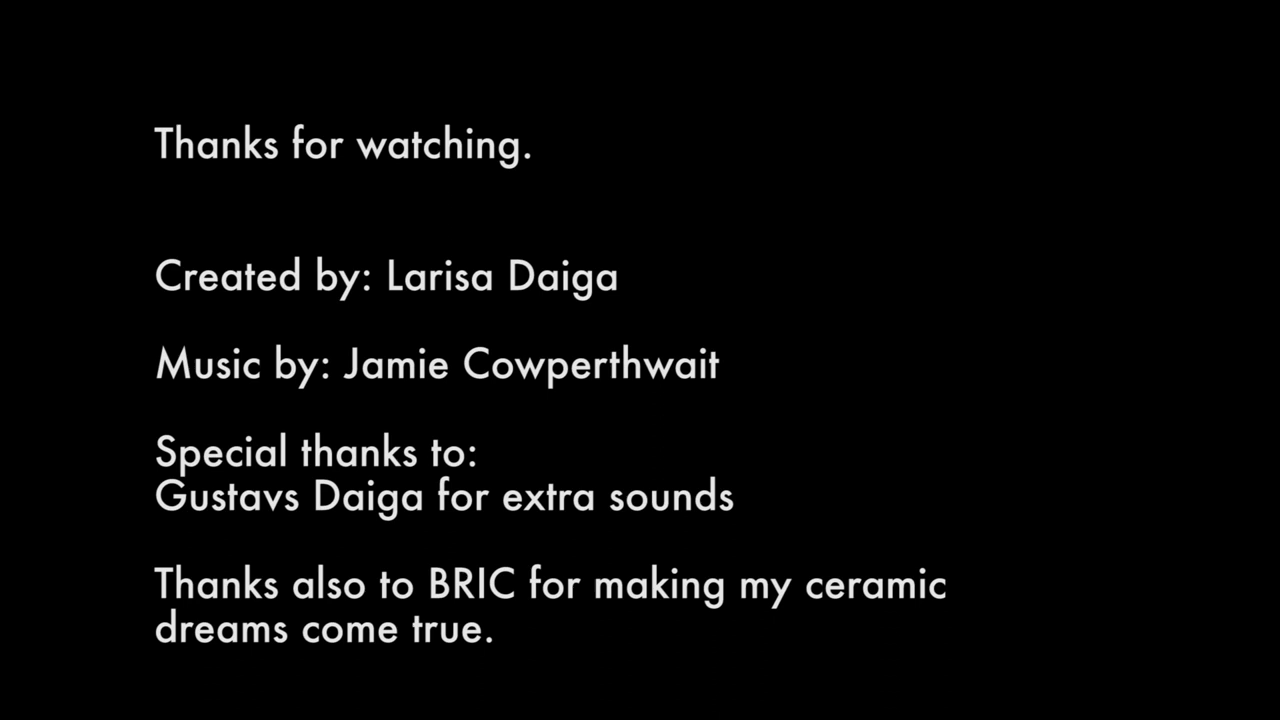 Thanks for watching.
Created by: Larisa Daiga
Music by: Jamie Cowperthwait
Special thanks to:
Gustavs Daiga for extra sounds
Thanks also to BRIC for making my ceramic
dreams come true.